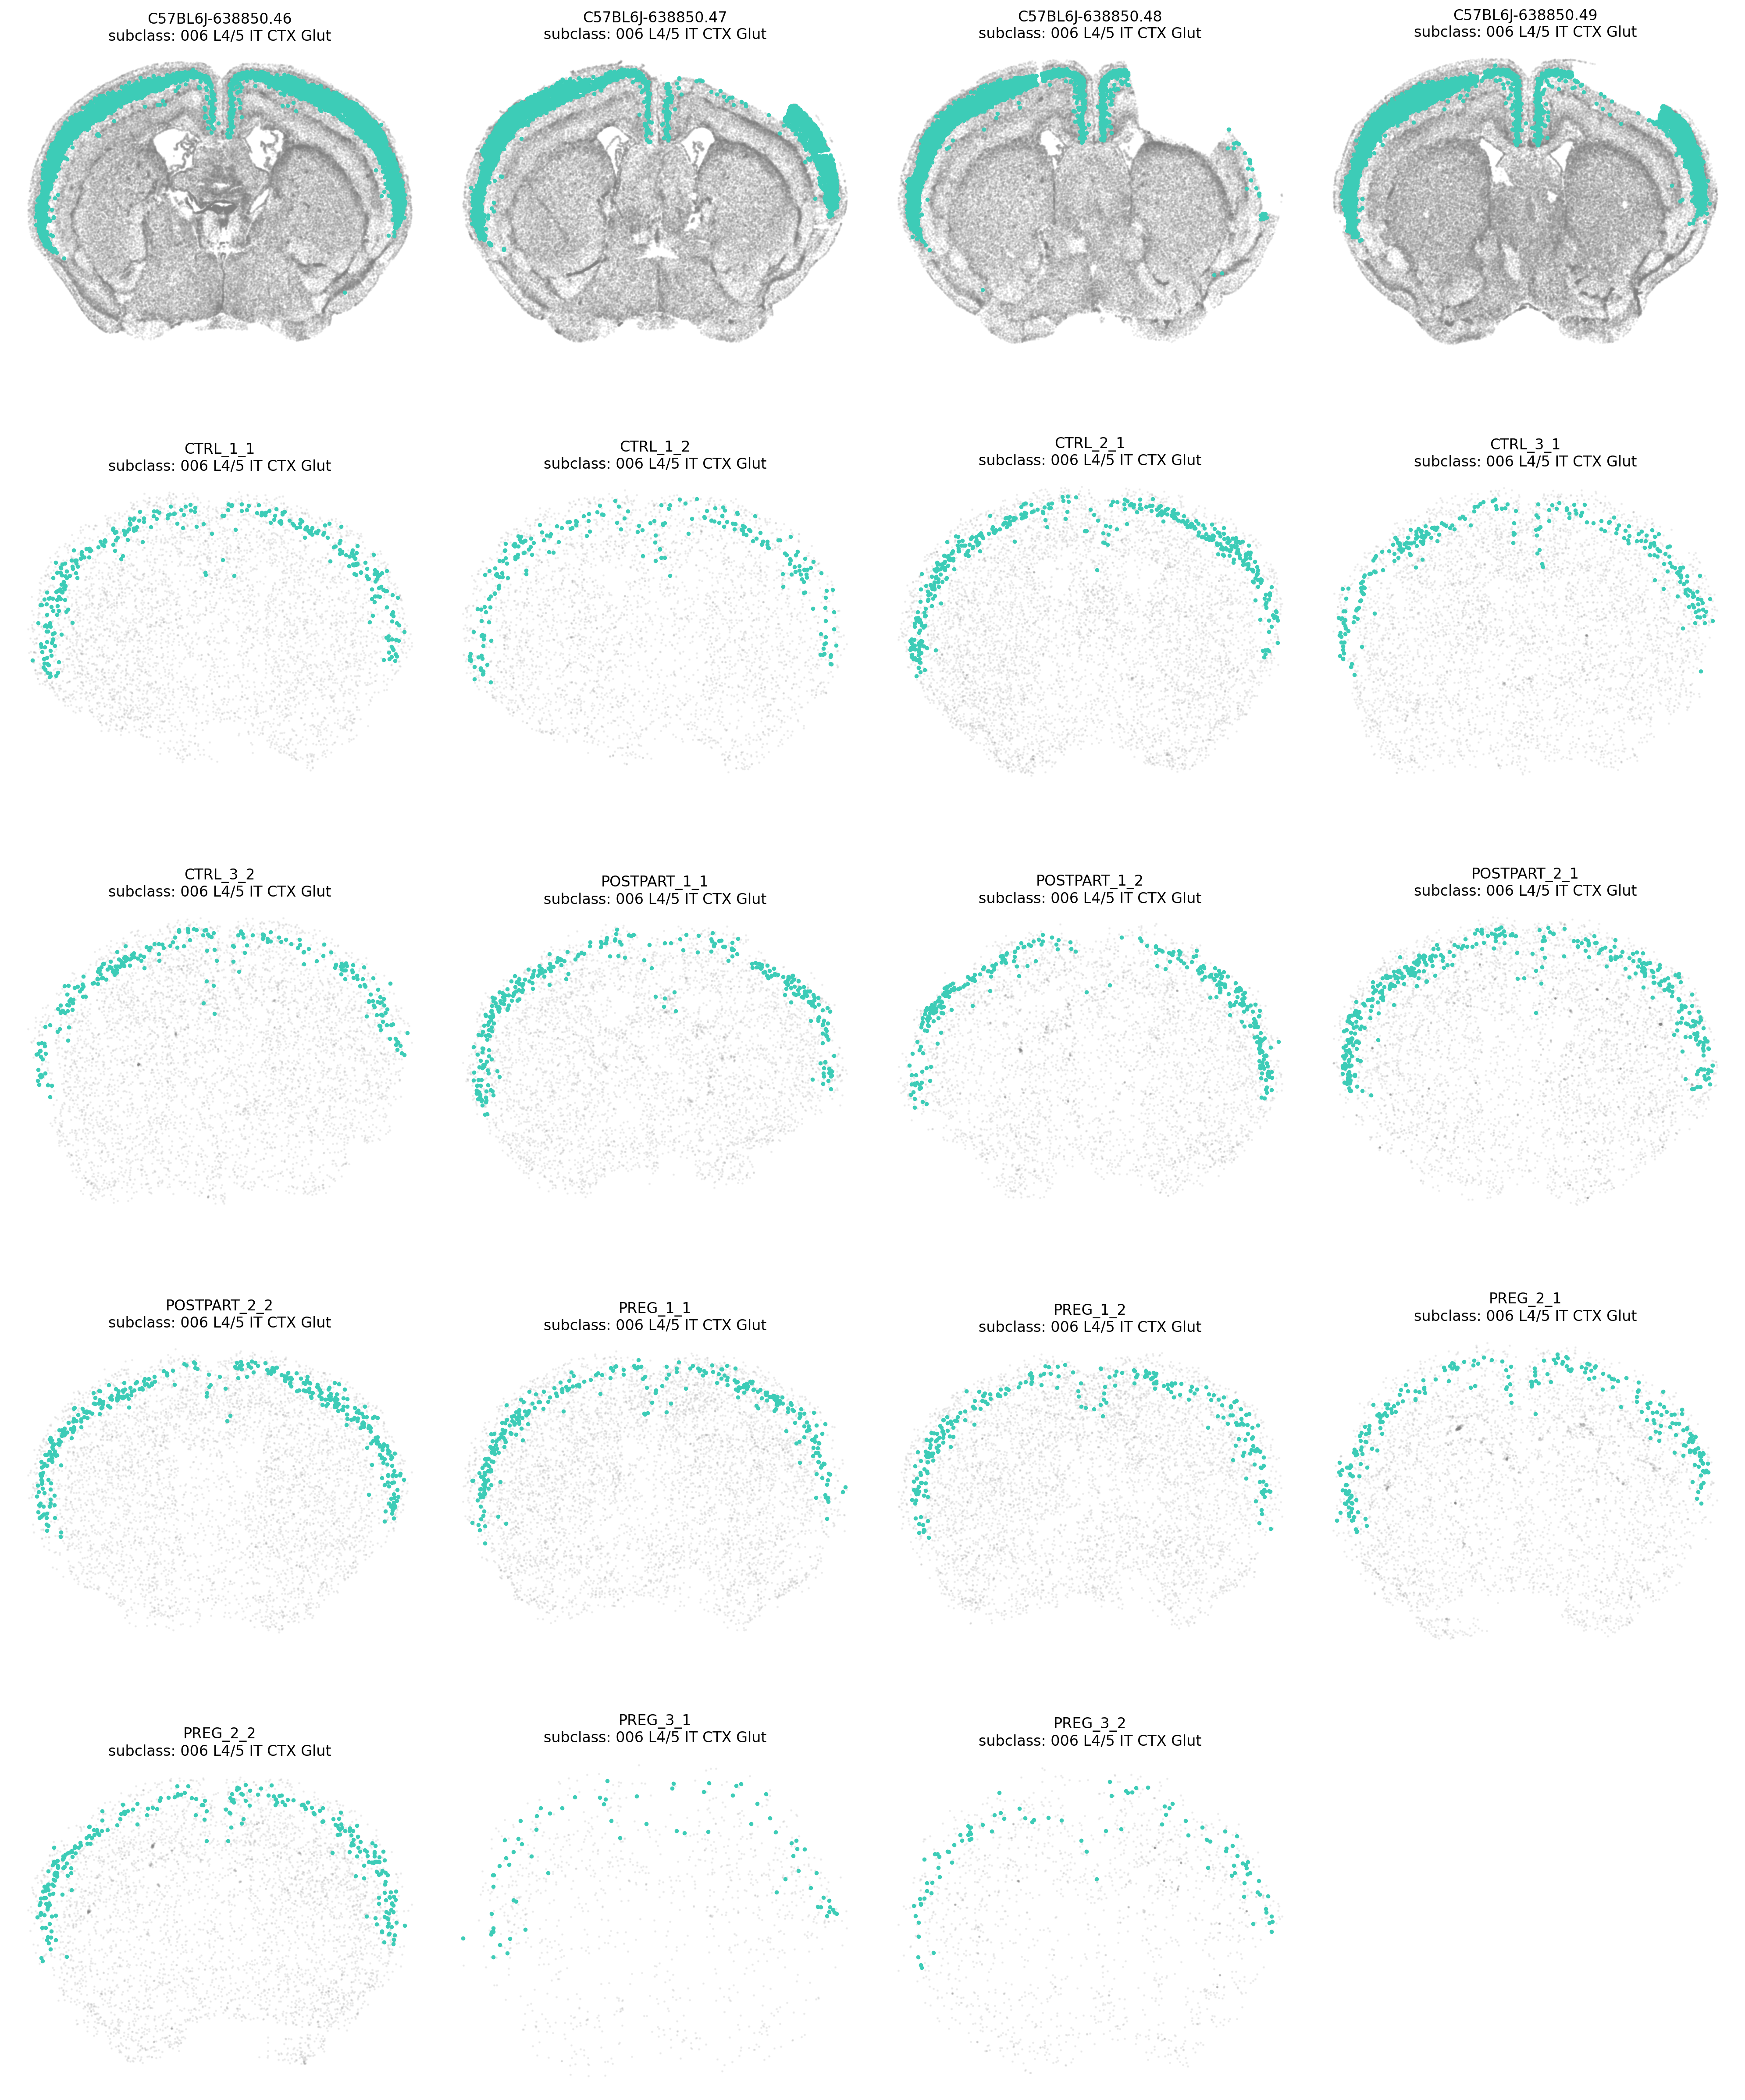 C57BL6J-638850.46
subclass: 006 L4/5 IT CTX Glut
C57BL6J-638850.47
subclass: 006 L4/5 IT CTX Glut
C57BL6J-638850.48
subclass: 006 L4/5 IT CTX Glut
C57BL6J-638850.49
subclass: 006 L4/5 IT CTX Glut
CTRL_1_1
subclass: 006 L4/5 IT CTX Glut
CTRL_1_2
subclass: 006 L4/5 IT CTX Glut
CTRL_2_1
subclass: 006 L4/5 IT CTX Glut
CTRL_3_1
subclass: 006 L4/5 IT CTX Glut
CTRL_3_2
subclass: 006 L4/5 IT CTX Glut
POSTPART_1_1
subclass: 006 L4/5 IT CTX Glut
POSTPART_1_2
subclass: 006 L4/5 IT CTX Glut
POSTPART_2_1
subclass: 006 L4/5 IT CTX Glut
POSTPART_2_2
subclass: 006 L4/5 IT CTX Glut
PREG_1_1
subclass: 006 L4/5 IT CTX Glut
PREG_1_2
subclass: 006 L4/5 IT CTX Glut
PREG_2_1
subclass: 006 L4/5 IT CTX Glut
PREG_2_2
subclass: 006 L4/5 IT CTX Glut
PREG_3_1
subclass: 006 L4/5 IT CTX Glut
PREG_3_2
subclass: 006 L4/5 IT CTX Glut